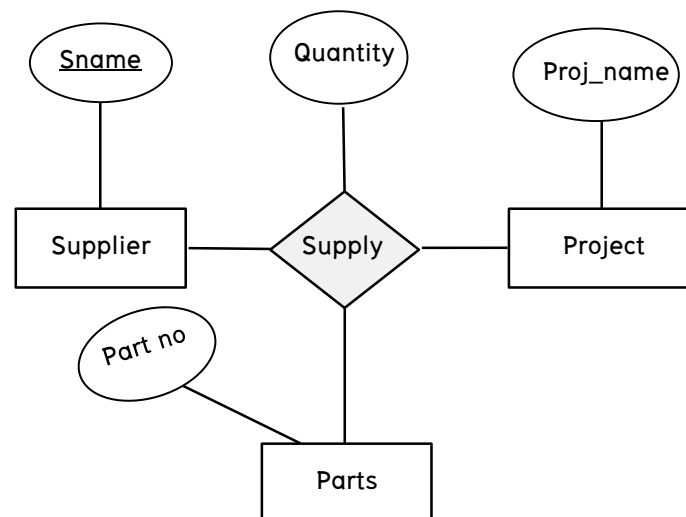 Sname
Quantity
Proj_name
Supplier
Supply
Project
Part no
Parts